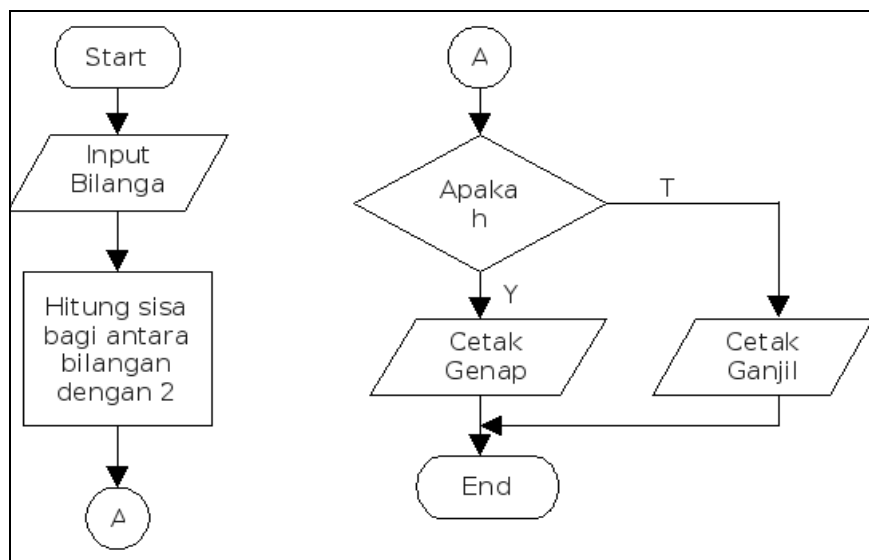 Start
Input
Bilanga
Hitung sisa
bagi antara
bilangan
dengan 2
A
A
Apaka
h
T
Y
Cetak
Genap
Cetak
Ganjil
End